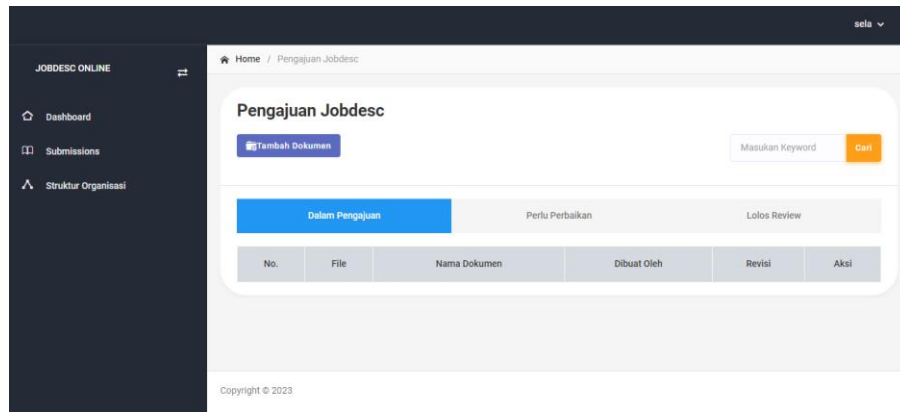 sela
JOBDESC ONLINE
Home / Pengajuan Jobdesc
Dashboard
Submissions
Struktur Organisasi
Pengajuan Jobdesc
Tambah Dokumen
Masukan Keyword Cari
Dalam Pengajuan Perlu Perbaikan Lolos Review
No. File Nama Dokumen Dibuat Oleh Revisi Aksi
Copyright © 2023